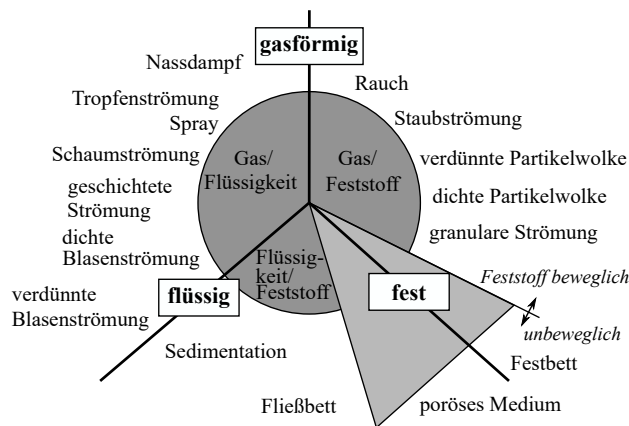 gasförmig
Nassdampf
Rauch
Tropfenströmung
Spray
Staubströmung
Schaumströmung
Gas/
Flüssigkeit
Gas/
Feststoff
verdünnte Partikelwolke
geschichtete
Strömung
dichte Partikelwolke
dichte
Blasenströmung
granulare Strömung
Flüssig-
keit/
Feststoff
Feststoff beweglich
verdünnte
Blasenströmung
flüssig
fest
unbeweglich
Sedimentation
Festbett
Fließbett
poröses Medium